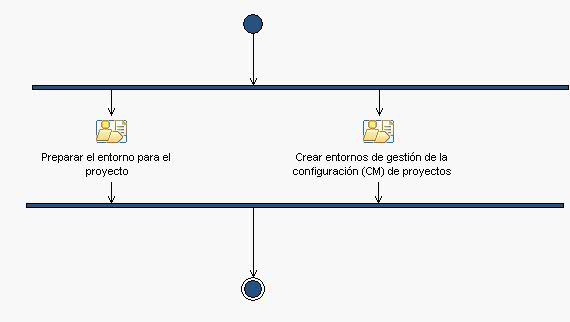 Preparar el entorno para el
proyecto
Crear entornos de gestión de la
configuración (CM) de proyectos